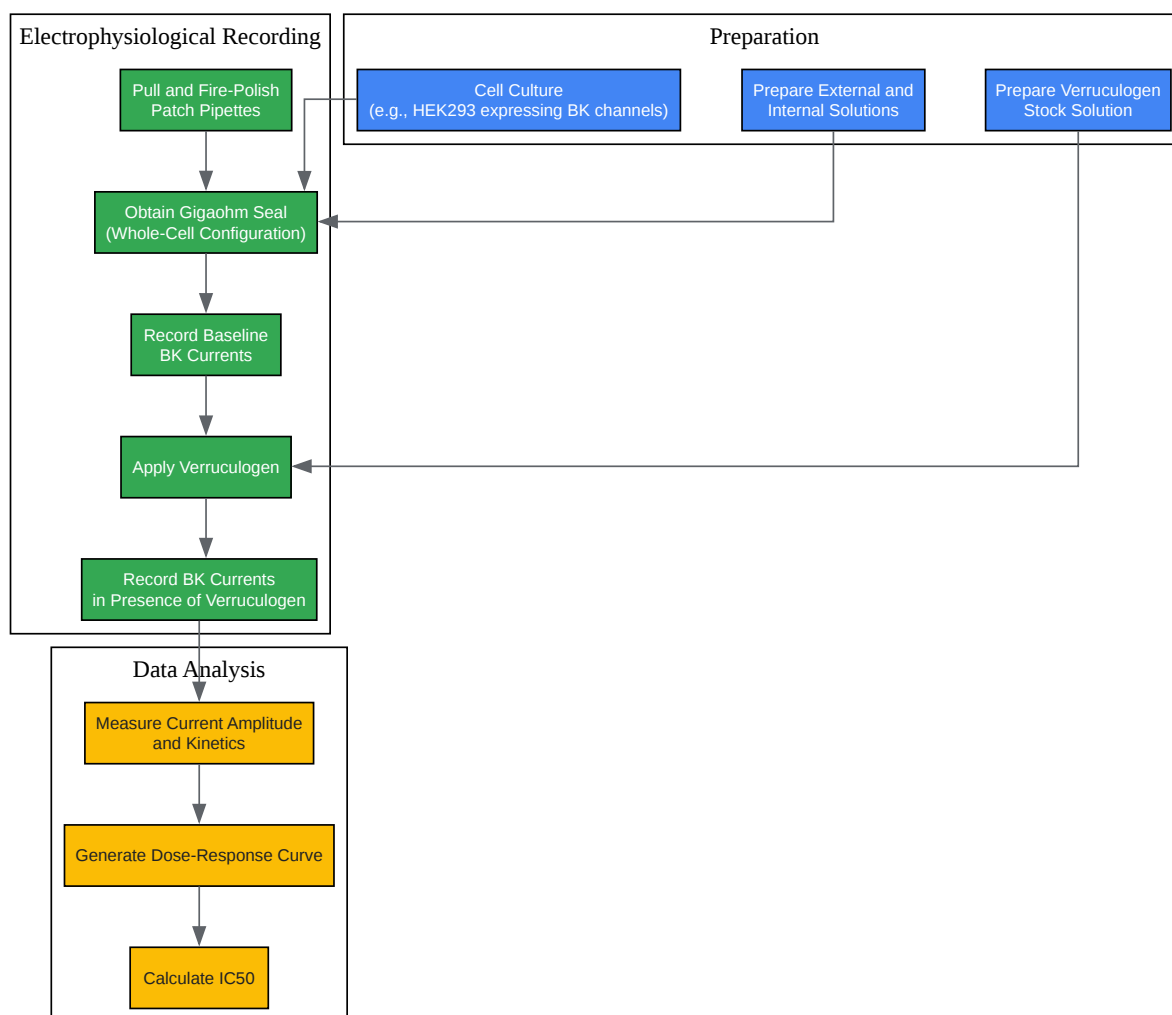 Electrophysiological Recording
Pull and Fire-Polish
Patch Pipettes
Obtain Gigaohm Seal
(Whole-Cell Configuration)
Record Baseline
BK Currents
Apply Verruculogen
Record BK Currents
in Presence of Verruculogen
Preparation
Cell Culture
(e.g., HEK293 expressing BK channels)
Prepare External and
Internal Solutions
Prepare Verruculogen
Stock Solution
Data Analysis
Measure Current Amplitude
and Kinetics
Generate Dose-Response Curve
Calculate IC50